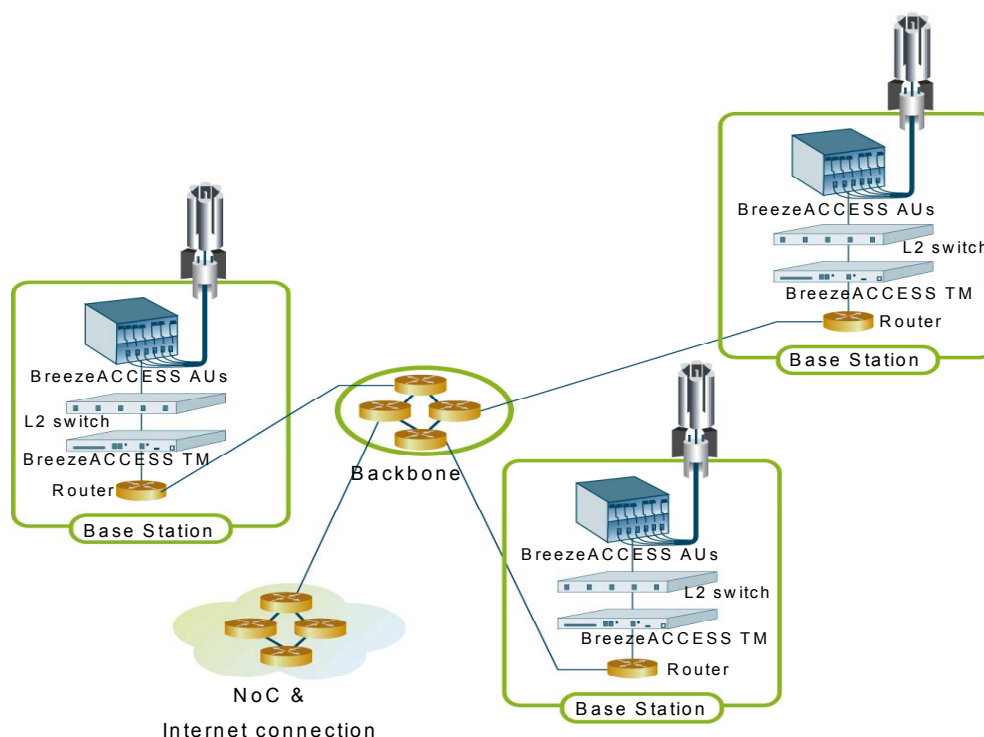 BreezeACCESS AUs
L2 switch
BreezeACCESS TM
Router
Base Station
BreezeACCESS AUs
L2 switch
BreezeACCESS TM
Router
Base Station
Backbone
BreezeACCESS AUs
L2 switch
BreezeACCESS TM
Router
Base Station
NoC &
Internet connection